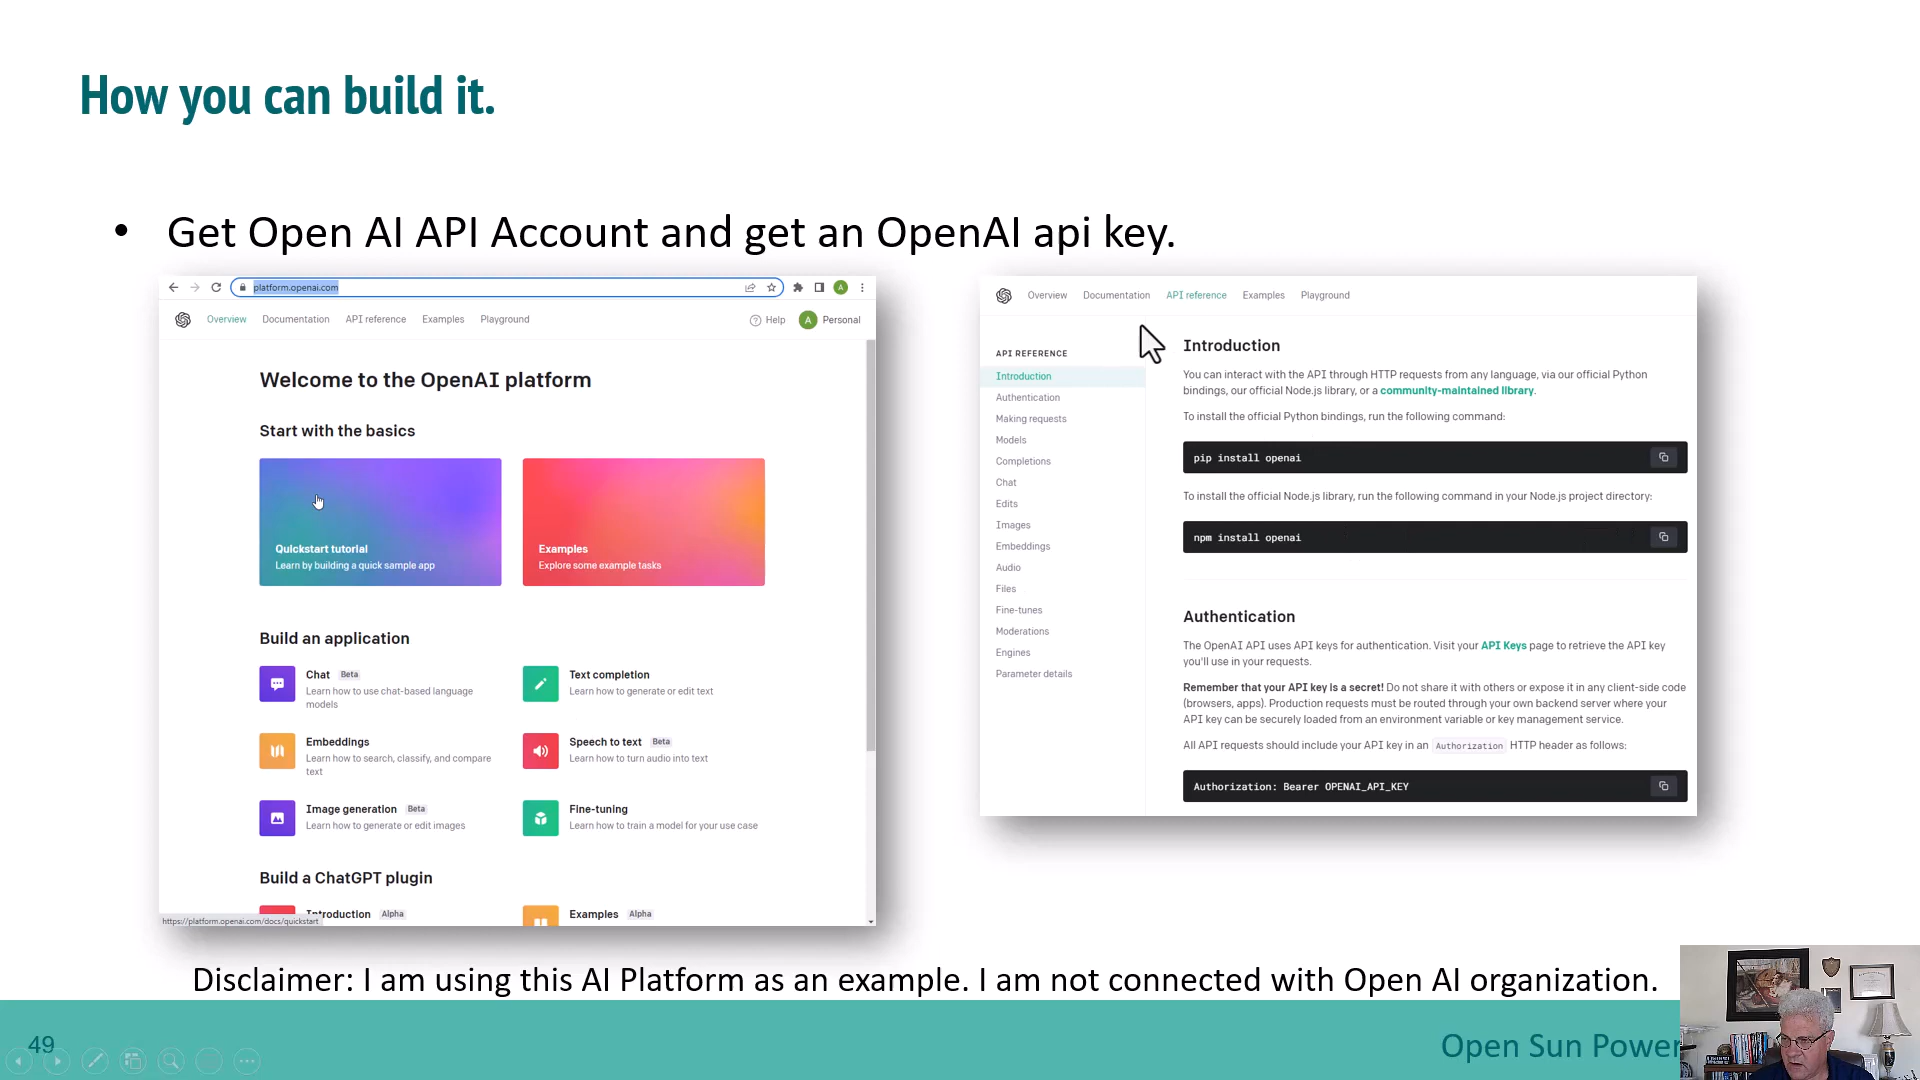 How you can build it.
• Get Open AI API Account and get an OpenAI api key.
platform.openai.com
A
Overview Documentation API reference Examples Playground
? Help A Personal
Welcome to the OpenAI platform
Start with the basics
Quickstart tutorial
Learn by building a quick sample app
Examples
Explore some example tasks
Build an application
Chat Beta
Learn how to use chat-based language
models
Text completion
Learn how to generate or edit text
Embeddings
Learn how to search, classify, and compare
text
Speech to text Beta
Learn how to turn audio into text
Image generation Beta
Learn how to generate or edit images
Fine-tuning
Learn how to train a model for your use case
Build a ChatGPT plugin
Introduction Alpha
Examples Alpha
https://platform.openai.com/docs/quickstart
Overview Documentation API reference Examples Playground
API REFERENCE
Introduction
Authentication
Making requests
Models
Completions
Chat
Edits
Images
Embeddings
Audio
Files
Fine-tunes
Moderations
Engines
Parameter details
Introduction
You can interact with the API through HTTP requests from any language, via our official Python
bindings, our official Node.js library, or a community-maintained library.
To install the official Python bindings, run the following command:
pip install openai
To install the official Node.js library, run the following command in your Node.js project directory:
npm install openai
Authentication
The OpenAI API uses API keys for authentication. Visit your API Keys page to retrieve the API key
you'll use in your requests.
Remember that your API key is a secret! Do not share it with others or expose it in any client-side code
(browsers, apps). Production requests must be routed through your own backend server where your
API key can be securely loaded from an environment variable or key management service.
All API requests should include your API key in an Authorization HTTP header as follows:
Authorization: Bearer OPENAI_API_KEY
Disclaimer: I am using this AI Platform as an example. I am not connected with Open AI organization.
49
Open Sun Power